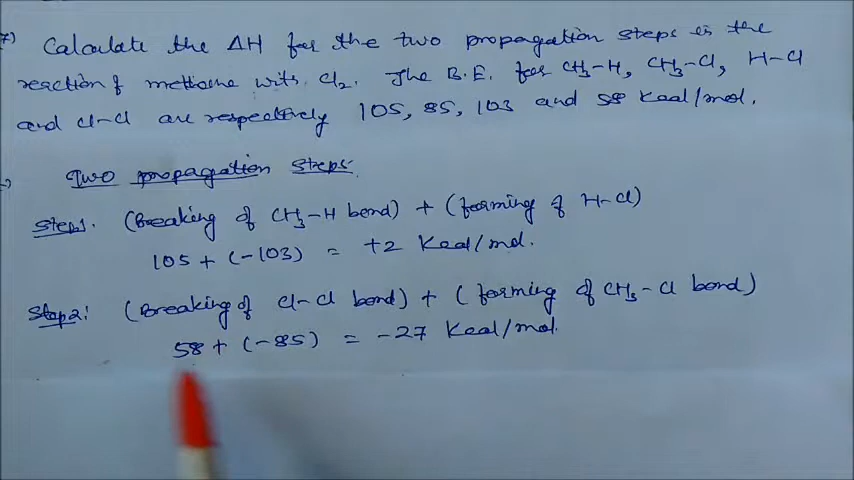 7) Calculate the ΔH for the two propagation steps is the
reaction of methane with Cl₂. The B.E. for CH₃-H, CH₃-Cl, H-Cl
and Cl-Cl are respectively 105, 85, 103 and 58 Kcal/mol.
Two propagation steps.
Step1. (Breaking of CH₃-H bond) + (forming of H-Cl)
105 + (-103) = +2 Kcal/mol.
Step2: (Breaking of Cl-Cl bond) + (forming of CH₃-Cl bond)
58 + (-85) = -27 Kcal/mol.